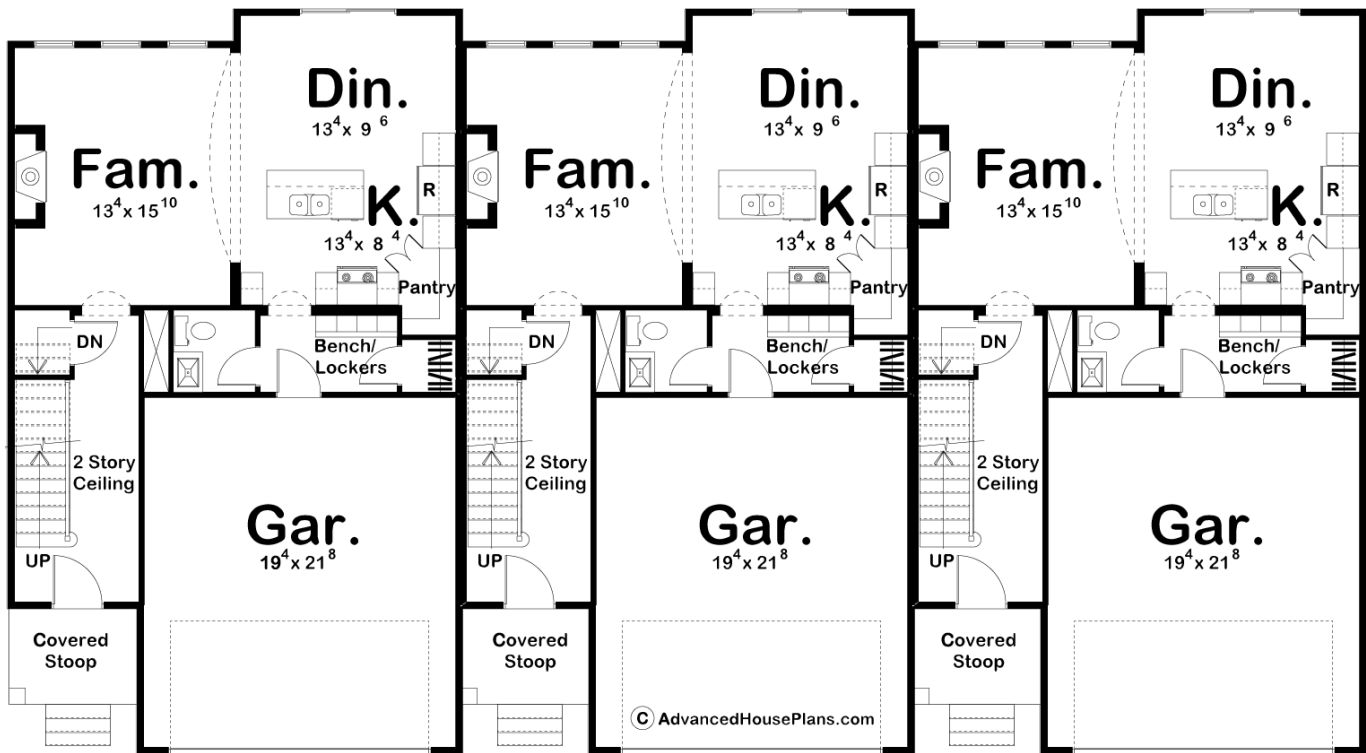 Din.
13⁴x 9 ⁶
Fam.
13⁴x 15¹⁰
R
K.
13⁴x 8 ⁴
Pantry
DN
Bench/
Lockers
2 Story
Ceiling
Gar.
19⁴x 21⁸
UP
Covered
Stoop
Din.
13⁴x 9 ⁶
Fam.
13⁴x 15¹⁰
R
K.
13⁴x 8 ⁴
Pantry
DN
Bench/
Lockers
2 Story
Ceiling
Gar.
19⁴x 21⁸
UP
Covered
Stoop
© AdvancedHousePlans.com
Din.
13⁴x 9 ⁶
Fam.
13⁴x 15¹⁰
R
K.
13⁴x 8 ⁴
Pantry
DN
Bench/
Lockers
2 Story
Ceiling
Gar.
19⁴x 21⁸
UP
Covered
Stoop